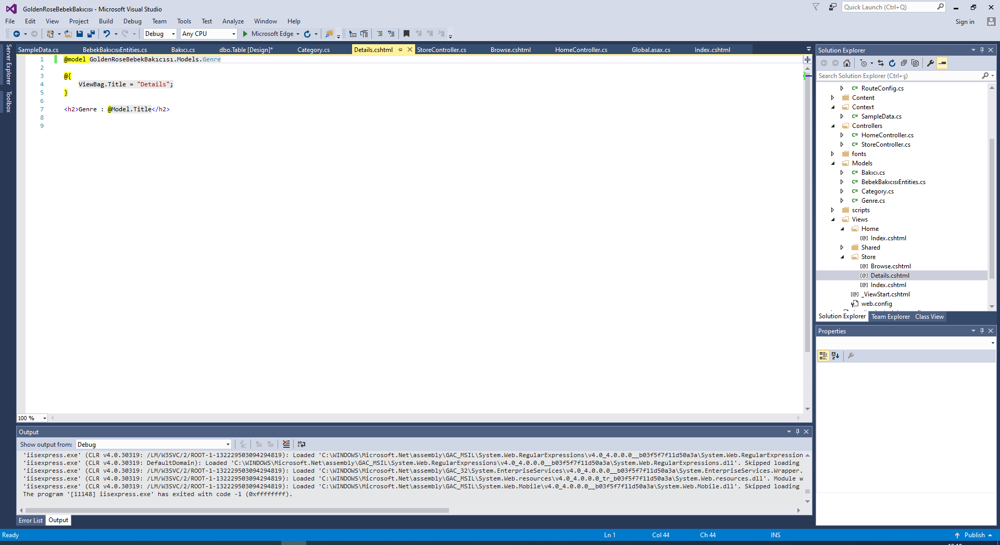 GoldenRoseBebekBakıcısı - Microsoft Visual Studio
Quick Launch (Ctrl+Q)
File Edit View Project Build Debug Team Tools Test Analyze Window Help
Sign in
Debug Any CPU Microsoft Edge
Server Explorer
Toolbox
SampleData.cs BebekBakıcısıEntities.cs Bakıcı.cs dbo.Table [Design]* Category.cs Details.cshtml StoreController.cs Browse.cshtml HomeController.cs Global.asax.cs Index.cshtml
1 @model GoldenRoseBebekBakıcısı.Models.Genre
2
3 @{
4 ViewBag.Title = "Details";
5 }
6
7 <h2>Genre : @Model.Title</h2>
8
9
100 %
Solution Explorer
Search Solution Explorer (Ctrl+ş)
RouteConfig.cs
Content
Context
SampleData.cs
Controllers
HomeController.cs
StoreController.cs
fonts
Models
Bakıcı.cs
BebekBakıcısıEntities.cs
Category.cs
Genre.cs
scripts
Views
Home
Index.cshtml
Shared
Store
Browse.cshtml
Details.cshtml
Index.cshtml
_ViewStart.cshtml
web.config
Solution Explorer Team Explorer Class View
Properties
Output
Show output from: Debug
'iisexpress.exe' (CLR v4.0.30319: /LM/W3SVC/2/ROOT-1-132229503094294819): Loaded 'C:\WINDOWS\Microsoft.Net\assembly\GAC_MSIL\System.Web.RegularExpressions\v4.0_4.0.0.0__b03f5f7f11d50a3a\System.Web.RegularExpression
'iisexpress.exe' (CLR v4.0.30319: DefaultDomain): Loaded 'C:\WINDOWS\Microsoft.Net\assembly\GAC_MSIL\System.Web.RegularExpressions\v4.0_4.0.0.0__b03f5f7f11d50a3a\System.Web.RegularExpressions.dll'. Skipped loading
'iisexpress.exe' (CLR v4.0.30319: /LM/W3SVC/2/ROOT-1-132229503094294819): Loaded 'C:\WINDOWS\Microsoft.Net\assembly\GAC_32\System.EnterpriseServices\v4.0_4.0.0.0__b03f5f7f11d50a3a\System.EnterpriseServices.Wrapper.
'iisexpress.exe' (CLR v4.0.30319: /LM/W3SVC/2/ROOT-1-132229503094294819): Loaded 'C:\WINDOWS\Microsoft.Net\assembly\GAC_MSIL\System.Web.resources\v4.0_4.0.0.0_tr_b03f5f7f11d50a3a\System.Web.resources.dll'. Module w
'iisexpress.exe' (CLR v4.0.30319: /LM/W3SVC/2/ROOT-1-132229503094294819): Loaded 'C:\WINDOWS\Microsoft.Net\assembly\GAC_MSIL\System.Web.Mobile\v4.0_4.0.0.0__b03f5f7f11d50a3a\System.Web.Mobile.dll'. Skipped loading
The program '[11148] iisexpress.exe' has exited with code -1 (0xffffffff).
Error List Output
Ready Ln 1 Col 44 Ch 44 INS Publish